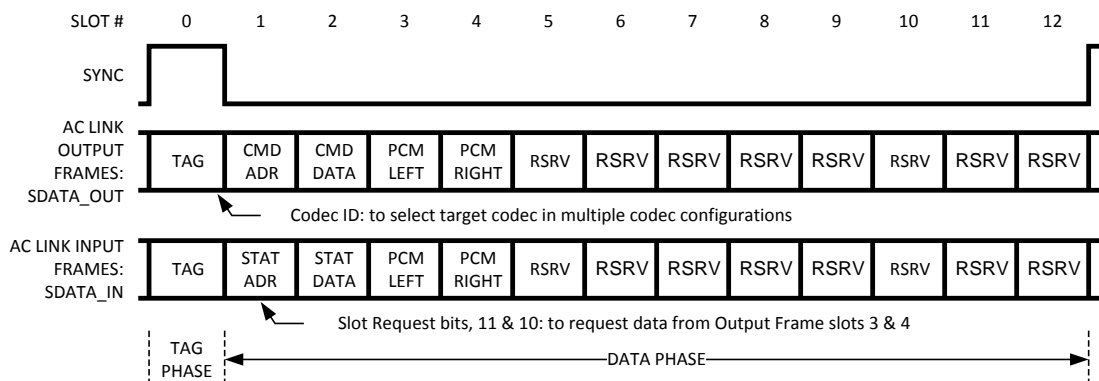 SLOT # 0 1 2 3 4 5 6 7 8 9 10 11 12
SYNC
AC LINK
OUTPUT
FRAMES:
SDATA_OUT
TAG CMD ADR CMD DATA PCM LEFT PCM RIGHT RSRV RSRV RSRV RSRV RSRV RSRV RSRV RSRV
Codec ID: to select target codec in multiple codec configurations
AC LINK INPUT
FRAMES:
SDATA_IN
TAG STAT ADR STAT DATA PCM LEFT PCM RIGHT RSRV RSRV RSRV RSRV RSRV RSRV RSRV RSRV
Slot Request bits, 11 & 10: to request data from Output Frame slots 3 & 4
TAG
PHASE
DATA PHASE